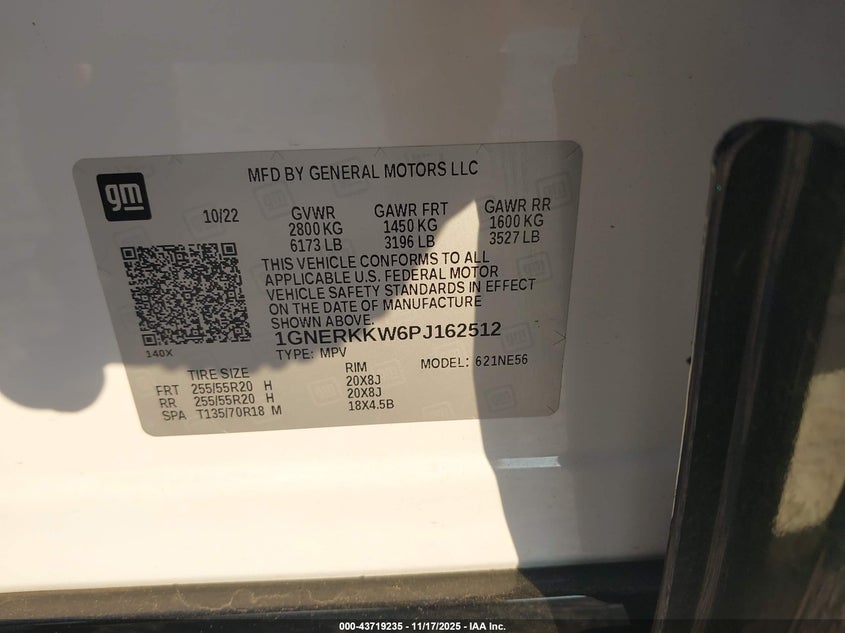 gm
MFD BY GENERAL MOTORS LLC
10/22
GVWR
2800 KG
6173 LB
GAWR FRT
1450 KG
3196 LB
GAWR RR
1600 KG
3527 LB
THIS VEHICLE CONFORMS TO ALL
APPLICABLE U.S. FEDERAL MOTOR
VEHICLE SAFETY STANDARDS IN EFFECT
ON THE DATE OF MANUFACTURE
SHOWN ABOVE.
140X
1GNERKKW6PJ162512
TYPE: MPV
MODEL: 621NE56
TIRE SIZE RIM
FRT 255/55R20 H 20X8J
RR 255/55R20 H 20X8J
SPA T135/70R18 M 18X4.5B
000-43719235 - 11/17/2025 - IAA Inc.